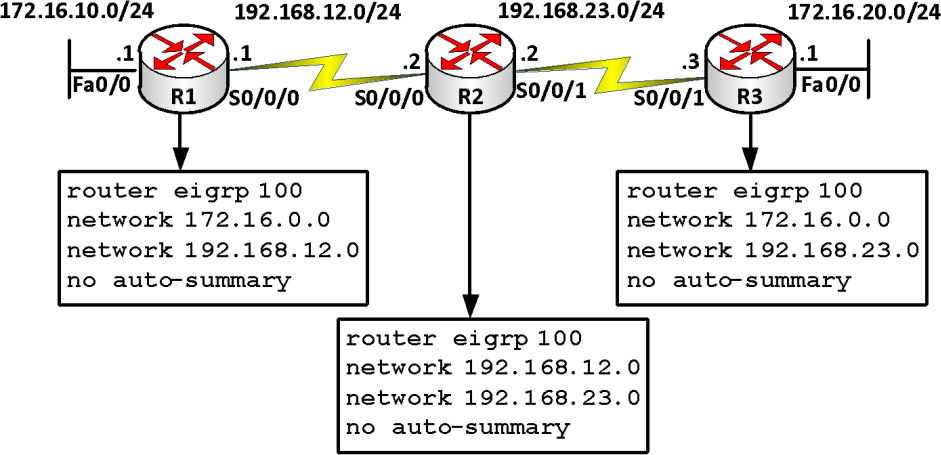 172.16.10.0/24
192.168.12.0/24
192.168.23.0/24
172.16.20.0/24
.1
.1
.2
.2
.3
.1
Fa0/0
R1
S0/0/0
S0/0/0
R2
S0/0/1
S0/0/1
R3
Fa0/0
router eigrp 100
network 172.16.0.0
network 192.168.12.0
no auto-summary
router eigrp 100
network 172.16.0.0
network 192.168.23.0
no auto-summary
router eigrp 100
network 192.168.12.0
network 192.168.23.0
no auto-summary